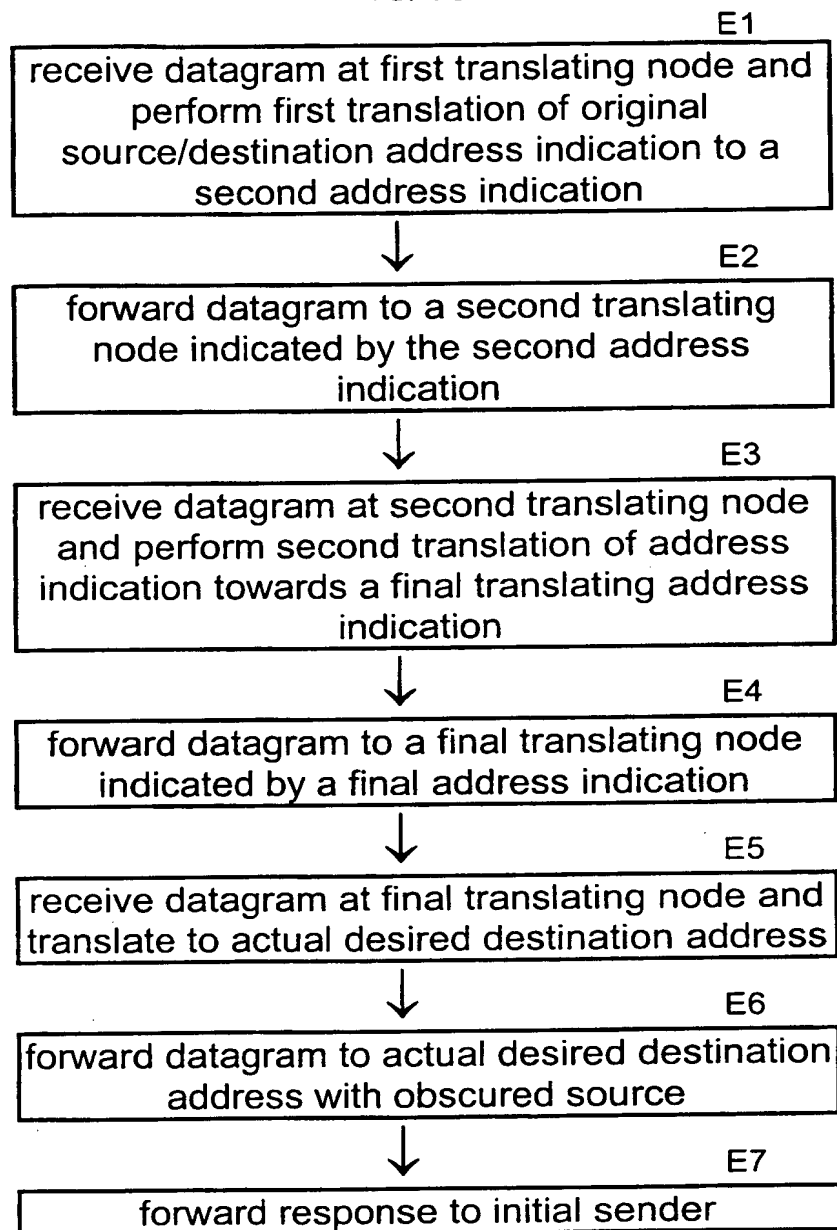 E1
receive datagram at first translating node and
perform first translation of original
source/destination address indication to a
second address indication
E2
forward datagram to a second translating
node indicated by the second address
indication
E3
receive datagram at second translating node
and perform second translation of address
indication towards a final translating address
indication
E4
forward datagram to a final translating node
indicated by a final address indication
E5
receive datagram at final translating node and
translate to actual desired destination address
E6
forward datagram to actual desired destination
address with obscured source
E7
forward response to initial sender